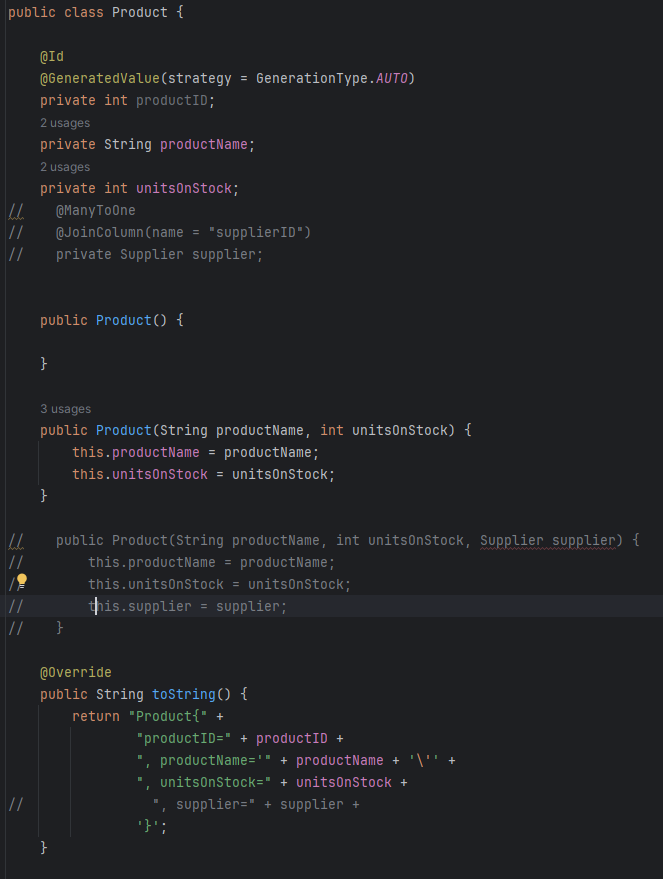 public class Product {
@Id
@GeneratedValue(strategy = GenerationType.AUTO)
private int productID;
2 usages
private String productName;
2 usages
private int unitsOnStock;
//    @ManyToOne
//    @JoinColumn(name = "supplierID")
//    private Supplier supplier;
public Product() {
}
3 usages
public Product(String productName, int unitsOnStock) {
this.productName = productName;
this.unitsOnStock = unitsOnStock;
}
//    public Product(String productName, int unitsOnStock, Supplier supplier) {
//        this.productName = productName;
//        this.unitsOnStock = unitsOnStock;
//        this.supplier = supplier;
//    }
@Override
public String toString() {
return "Product{" +
"productID=" + productID +
", productName='" + productName + '\'' +
", unitsOnStock=" + unitsOnStock +
//                ", supplier=" + supplier +
'}';
}